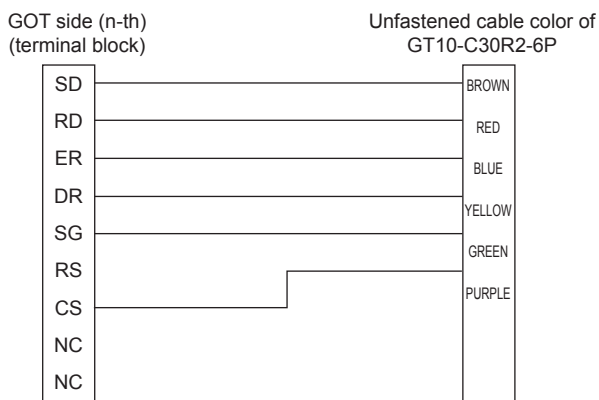 GOT side (n-th)
(terminal block)
Unfastened cable color of
GT10-C30R2-6P
SD
BROWN
RD
RED
ER
BLUE
DR
YELLOW
SG
GREEN
RS
PURPLE
CS
NC
NC